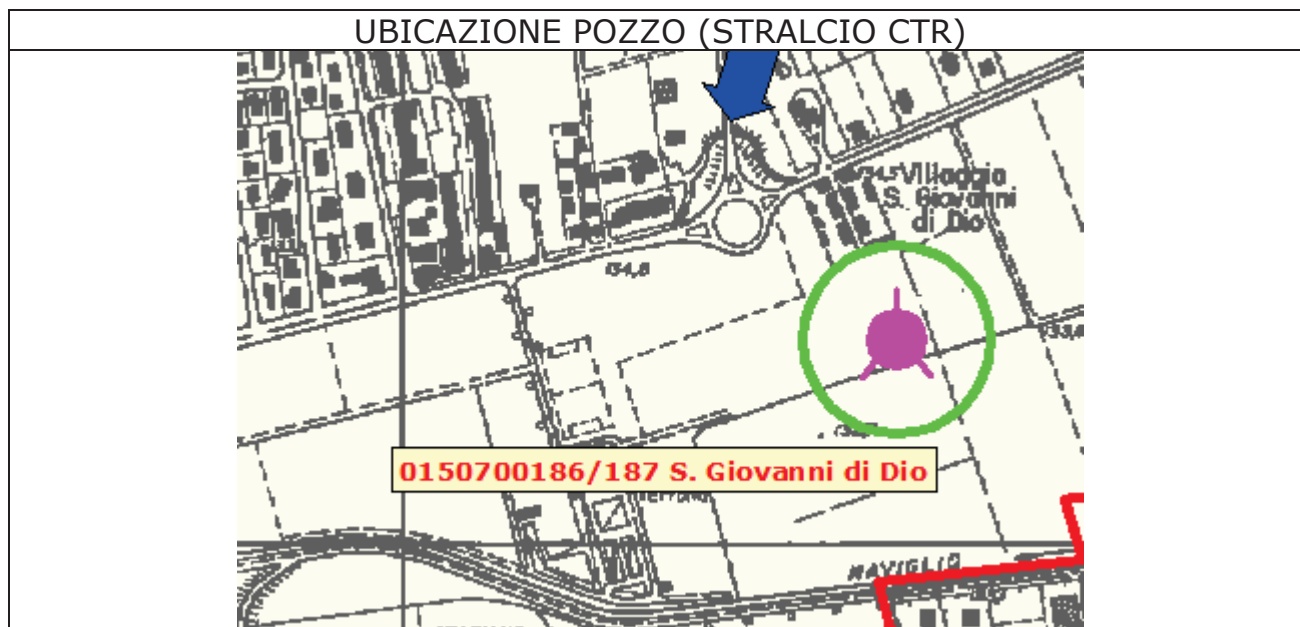 UBICAZIONE POZZO (STRALCIO CTR)
Villaggio
S. Giovanni
di Dio
134,8
0150700186/187 S. Giovanni di Dio
NAVIGLIO